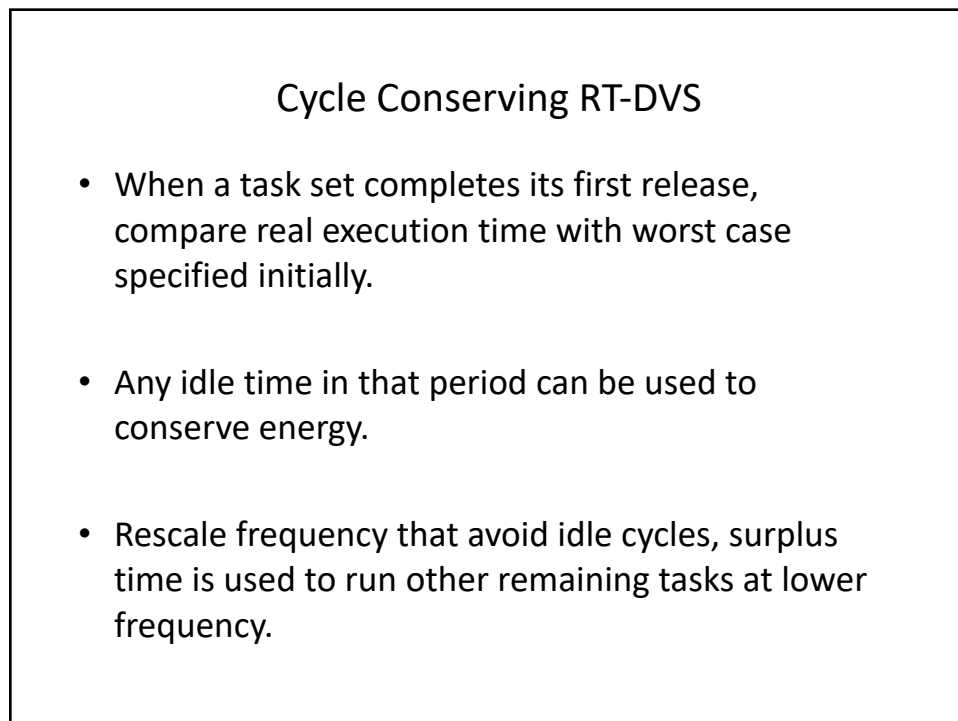 Cycle Conserving RT-DVS
• When a task set completes its first release,
compare real execution time with worst case
specified initially.
• Any idle time in that period can be used to
conserve energy.
• Rescale frequency that avoid idle cycles, surplus
time is used to run other remaining tasks at lower
frequency.